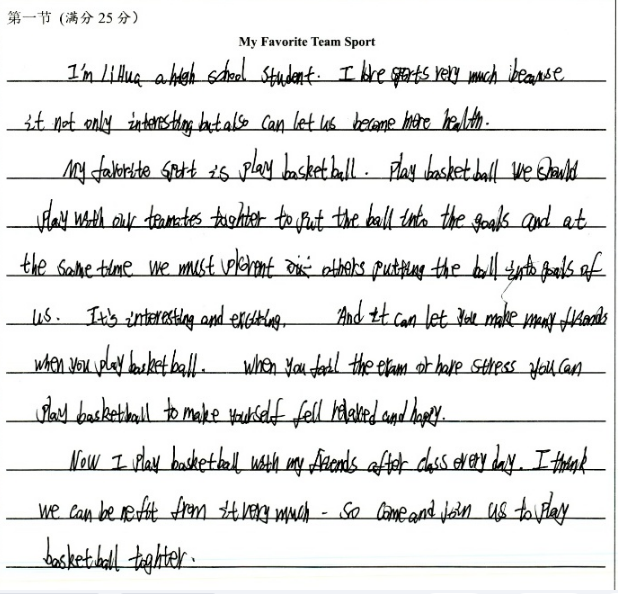 第一节 (满分 25 分)
My Favorite Team Sport
I'm LiHua a high school student. I like sports very much because
it not only interesting but also can let us become more health.
My favorite sport is play basketball. Play basketball we should
play with our teamates toghter to put the ball into the goals and at
the same time we must prevent others putting the ball into goals of
us. It's interesting and exciting. And it can let you make many friends
when you play basketball. When you fail the exam or have stress you can
play basketball to make yourself fell relaxed and happy.
Now I play basketball with my friends after class every day. I think
we can be nefit from it very much - so come and join us to play
basketball toghter.